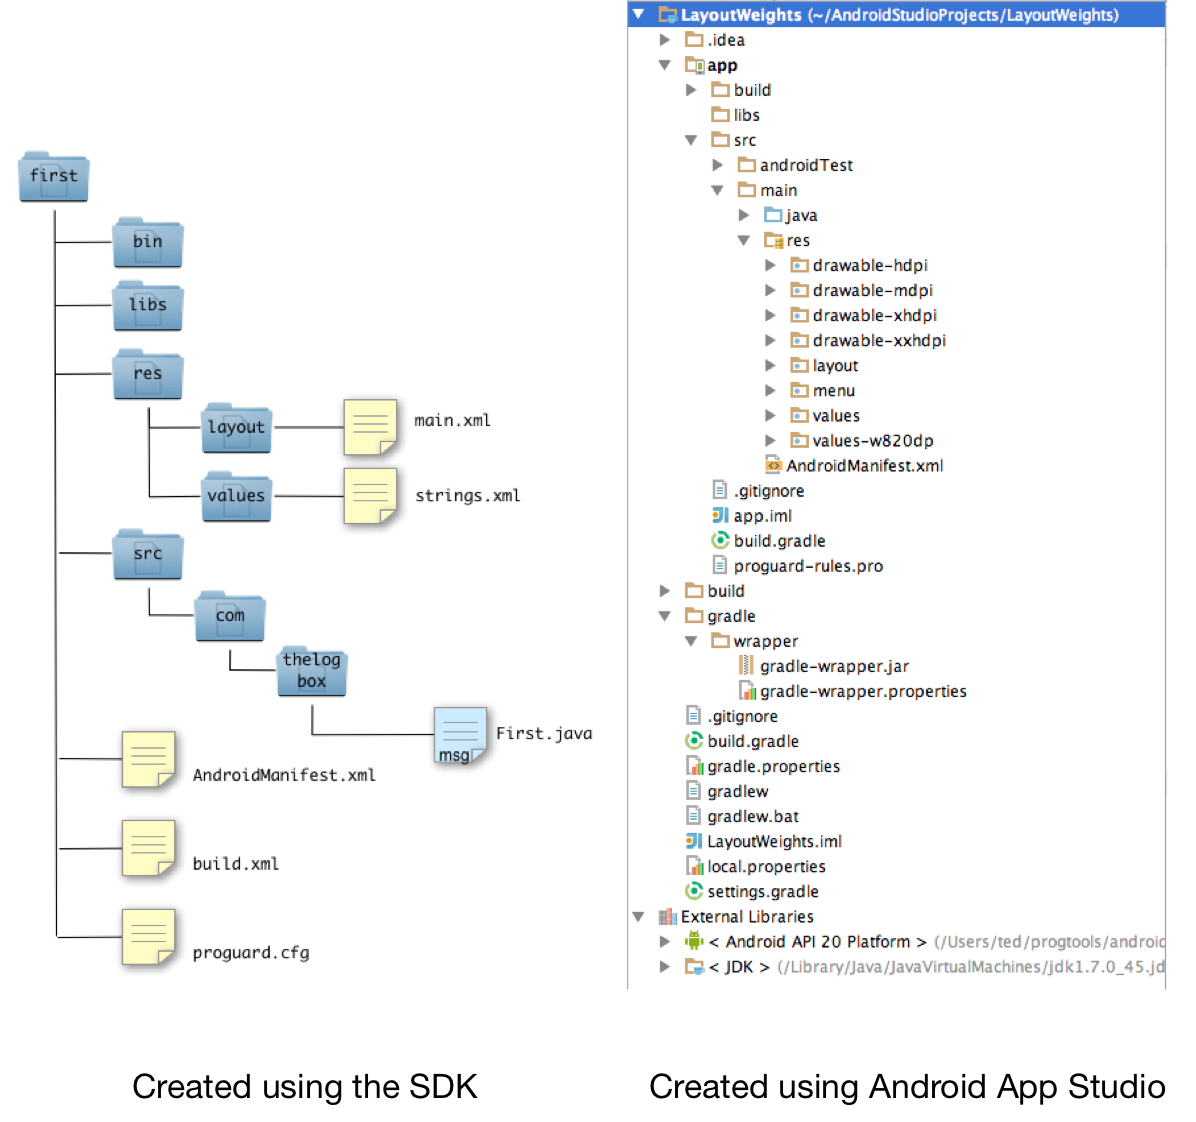 first
bin
libs
res
layout
main.xml
values
strings.xml
src
com
thelog
box
msg
First.java
AndroidManifest.xml
build.xml
proguard.cfg
Created using the SDK
LayoutWeights (~/AndroidStudioProjects/LayoutWeights)
.idea
app
build
libs
src
androidTest
main
java
res
drawable-hdpi
drawable-mdpi
drawable-xhdpi
drawable-xxhdpi
layout
menu
values
values-w820dp
AndroidManifest.xml
.gitignore
app.iml
build.gradle
proguard-rules.pro
build
gradle
wrapper
gradle-wrapper.jar
gradle-wrapper.properties
.gitignore
build.gradle
gradle.properties
gradlew
gradlew.bat
LayoutWeights.iml
local.properties
settings.gradle
External Libraries
< Android API 20 Platform > (/Users/ted/progtools/android
< JDK > (/Library/Java/JavaVirtualMachines/jdk1.7.0_45.jd
Created using Android App Studio